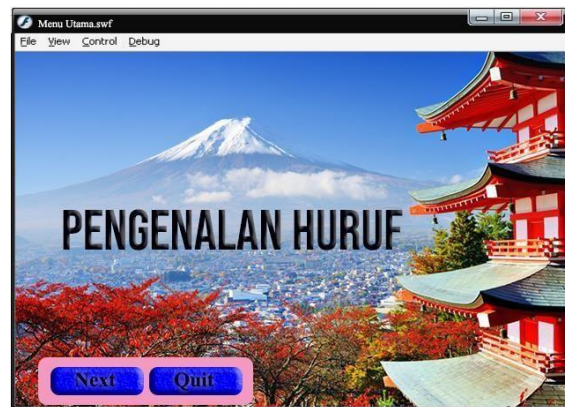 Menu Utama.swf
File View Control Debug
PENGENALAN HURUF
Next Quit